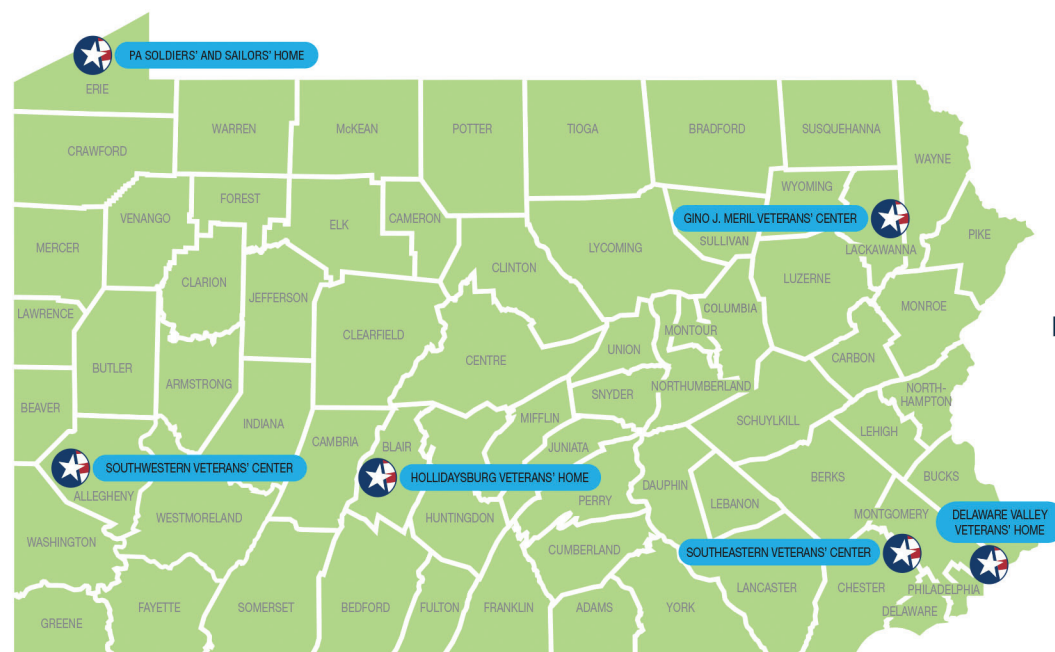 PA SOLDIERS' AND SAILORS' HOME
ERIE
WARREN
McKEAN
POTTER
TIOGA
BRADFORD
SUSQUEHANNA
CRAWFORD
WAYNE
WYOMING
FOREST
VENANGO
CAMERON
GINO J. MERIL VETERANS' CENTER
ELK
PIKE
MERCER
SULLIVAN
LYCOMING
LACKAWANNA
CLINTON
LUZERNE
CLARION
JEFFERSON
MONROE
COLUMBIA
LAWRENCE
MONTOUR
CLEARFIELD
UNION
CENTRE
CARBON
BUTLER
ARMSTRONG
NORTHUMBERLAND
NORTH-
HAMPTON
SNYDER
BEAVER
MIFFLIN
SCHUYLKILL
INDIANA
LEHIGH
CAMBRIA
BLAIR
JUNIATA
SOUTHWESTERN VETERANS' CENTER
HOLLIDAYSBURG VETERANS' HOME
BERKS
BUCKS
DAUPHIN
ALLEGHENY
PERRY
LEBANON
MONTGOMERY
DELAWARE VALLEY
VETERANS' HOME
WESTMORELAND
HUNTINGDON
WASHINGTON
CUMBERLAND
SOUTHEASTERN VETERANS' CENTER
LANCASTER
CHESTER
PHILADELPHIA
FAYETTE
SOMERSET
BEDFORD
FULTON
FRANKLIN
ADAMS
YORK
DELAWARE
GREENE